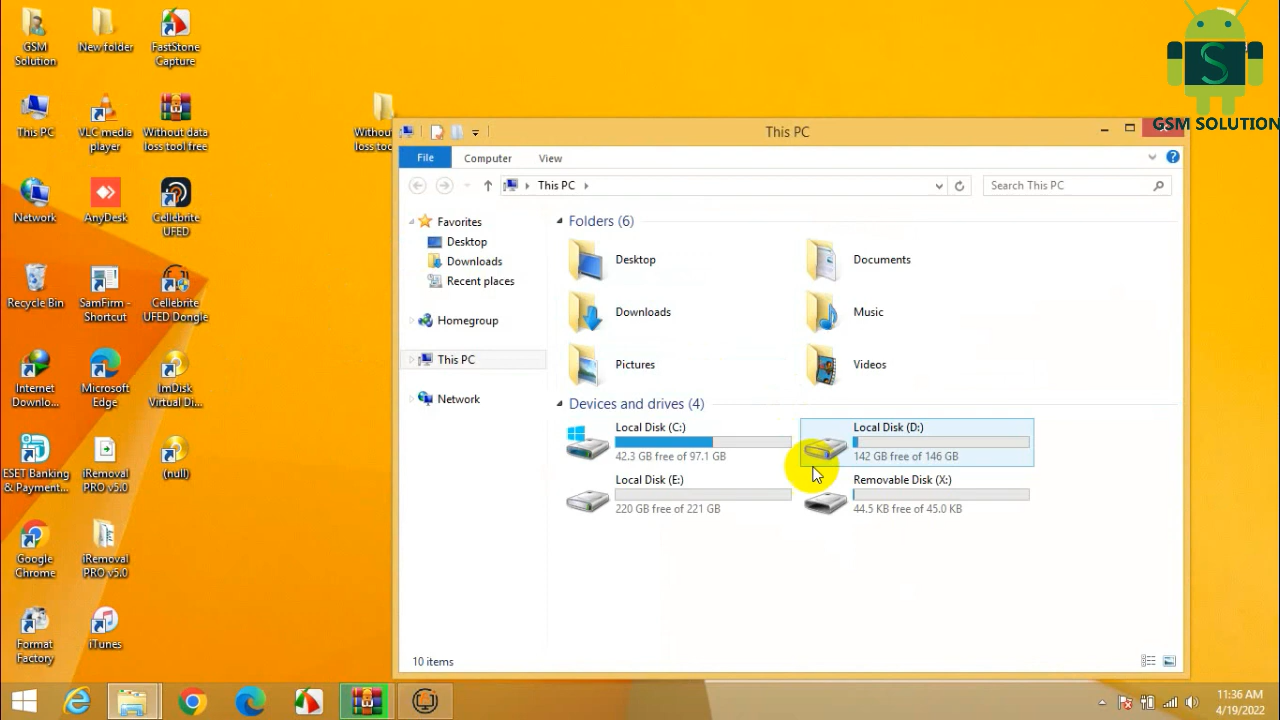 GSM
Solution
New folder
FastStone
Capture
This PC
VLC media
player
Without data
loss tool free
Network
AnyDesk
Cellebrite
UFED
Recycle Bin
SamFirm -
Shortcut
Cellebrite
UFED Dongle
Internet
Downlo...
Microsoft
Edge
ImDisk
Virtual Di...
ESET Banking
& Payment...
iRemoval
PRO v5.0
(null)
Google
Chrome
iRemoval
PRO v5.0
Format
Factory
iTunes
This PC
File
Computer
View
This PC
Search This PC
Favorites
Desktop
Downloads
Recent places
Homegroup
This PC
Network
Folders (6)
Desktop
Documents
Downloads
Music
Pictures
Videos
Devices and drives (4)
Local Disk (C:)
42.3 GB free of 97.1 GB
Local Disk (D:)
142 GB free of 146 GB
Local Disk (E:)
220 GB free of 221 GB
Removable Disk (X:)
44.5 KB free of 45.0 KB
10 items
S
GSM SOLUTION
11:36 AM
4/19/2022